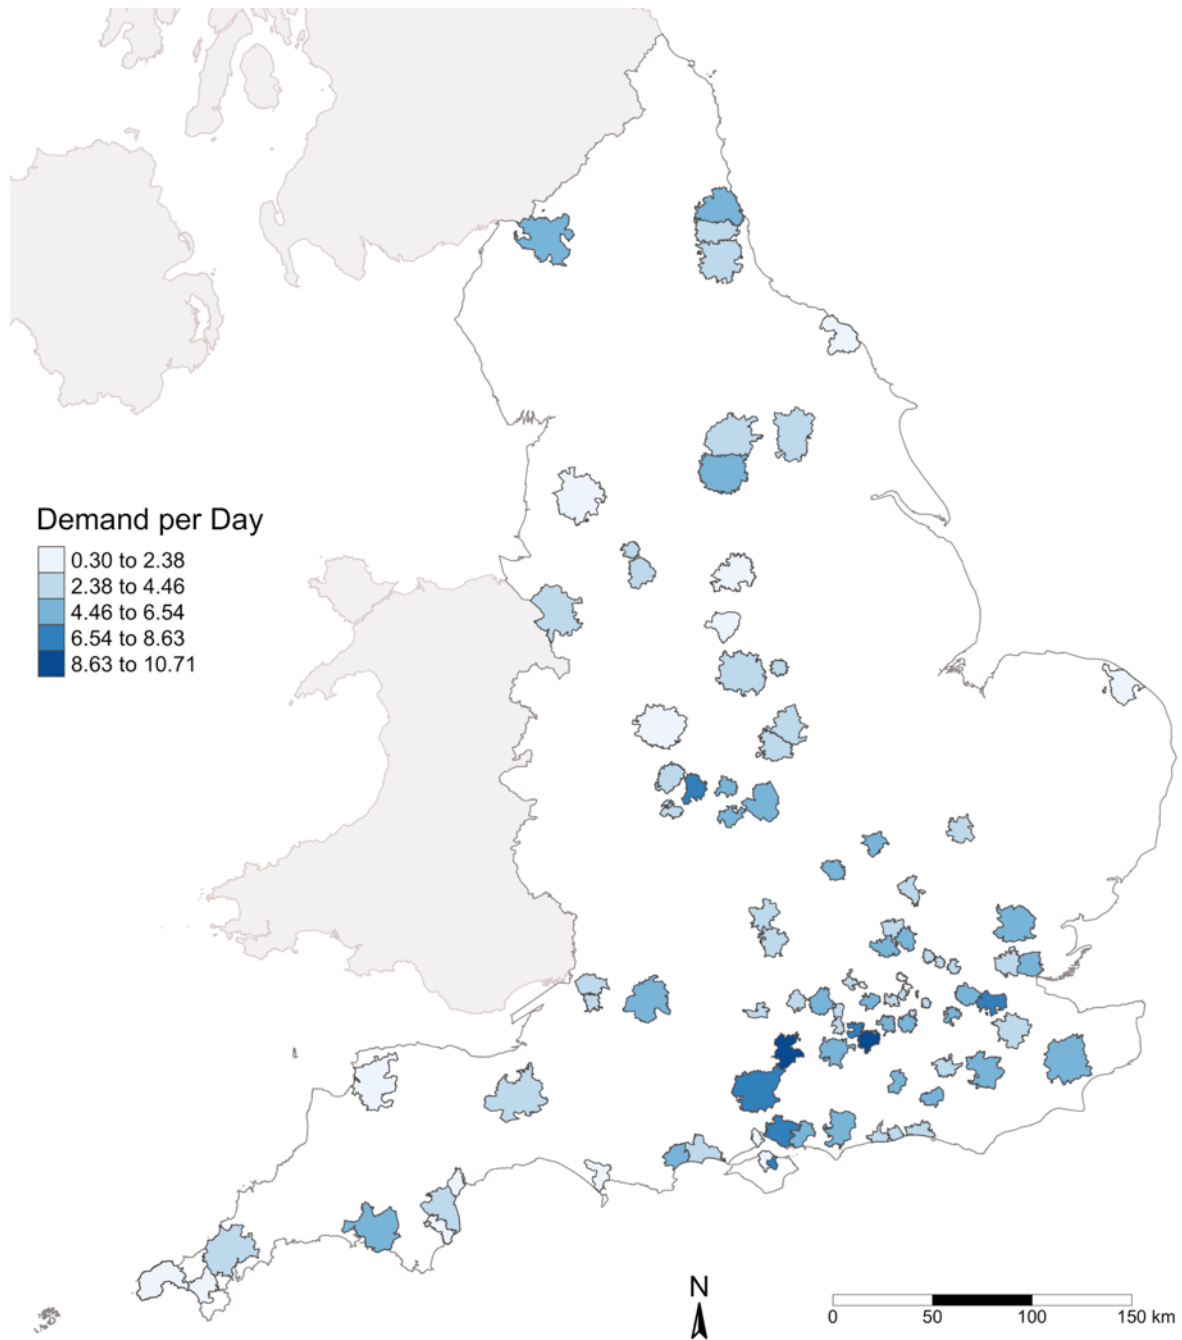 Demand per Day
0.30 to 2.38
2.38 to 4.46
4.46 to 6.54
6.54 to 8.63
8.63 to 10.71
N
0 50 100 150 km